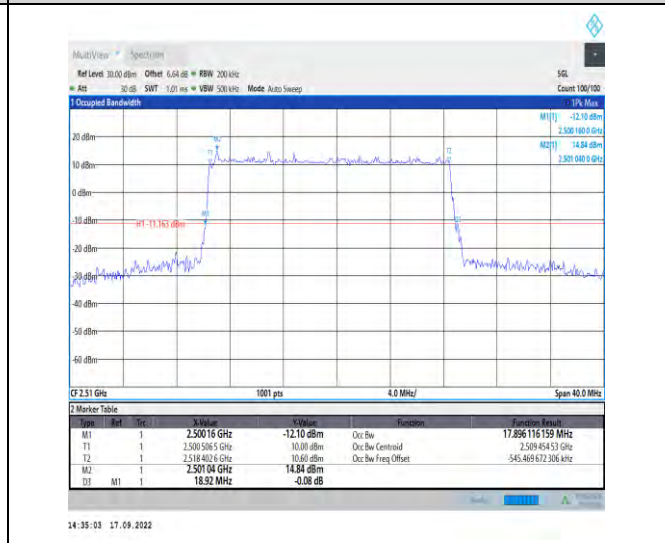 MultiView Spectrum
Ref Level 30.00 dBm Offset 6.64 dB RBW 200 kHz SGL
Att 30 dB SWT 1.01 ms VBW 500 kHz Mode Auto Sweep Count 100/100
1 Occupied Bandwidth 1Pk Max
M1[1] -12.10 dBm
2.500 160 0 GHz
M2[1] 14.84 dBm
2.501 040 0 GHz
20 dBm
M2
T1 T2
10 dBm
0 dBm
M1
-10 dBm
H1 -11.163 dBm
D3
-20 dBm
-30 dBm
-40 dBm
-50 dBm
-60 dBm
CF 2.51 GHz 1001 pts 4.0 MHz/ Span 40.0 MHz
2 Marker Table
Type Ref Trc X-Value Y-Value Function Function Result
M1 1 2.50016 GHz -12.10 dBm Occ Bw 17.896 116 159 MHz
T1 1 2.500 506 5 GHz 10.00 dBm Occ Bw Centroid 2.509 454 53 GHz
T2 1 2.518 402 6 GHz 10.60 dBm Occ Bw Freq Offset -545.469 672 306 kHz
M2 1 2.501 04 GHz 14.84 dBm
D3 M1 1 18.92 MHz -0.08 dB
14:35:03 17.09.2022